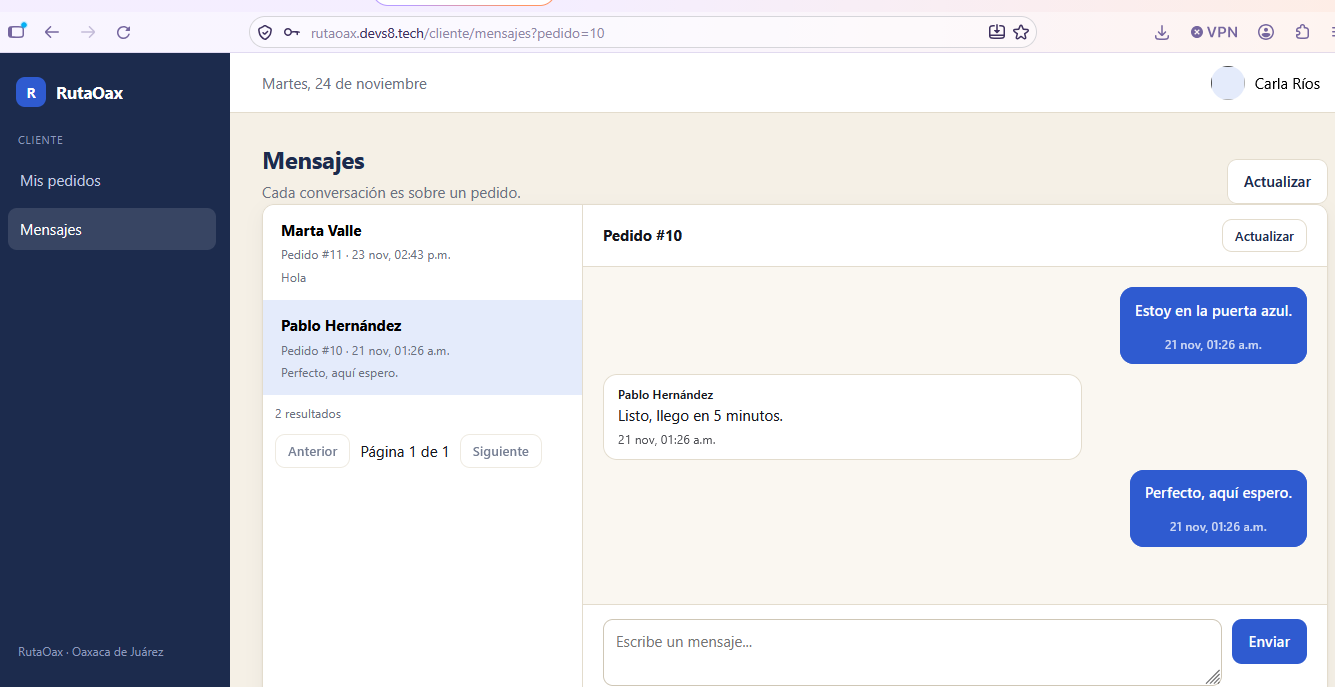 rutaoax.devs8.tech/cliente/mensajes?pedido=10
VPN
R RutaOax
CLIENTE
Mis pedidos
Mensajes
RutaOax · Oaxaca de Juárez
Martes, 24 de noviembre
Carla Ríos
Mensajes
Cada conversación es sobre un pedido.
Actualizar
Marta Valle
Pedido #11 · 23 nov, 02:43 p.m.
Hola
Pablo Hernández
Pedido #10 · 21 nov, 01:26 a.m.
Perfecto, aquí espero.
2 resultados
Anterior Página 1 de 1 Siguiente
Pedido #10
Actualizar
Estoy en la puerta azul.
21 nov, 01:26 a.m.
Pablo Hernández
Listo, llego en 5 minutos.
21 nov, 01:26 a.m.
Perfecto, aquí espero.
21 nov, 01:26 a.m.
Escribe un mensaje...
Enviar